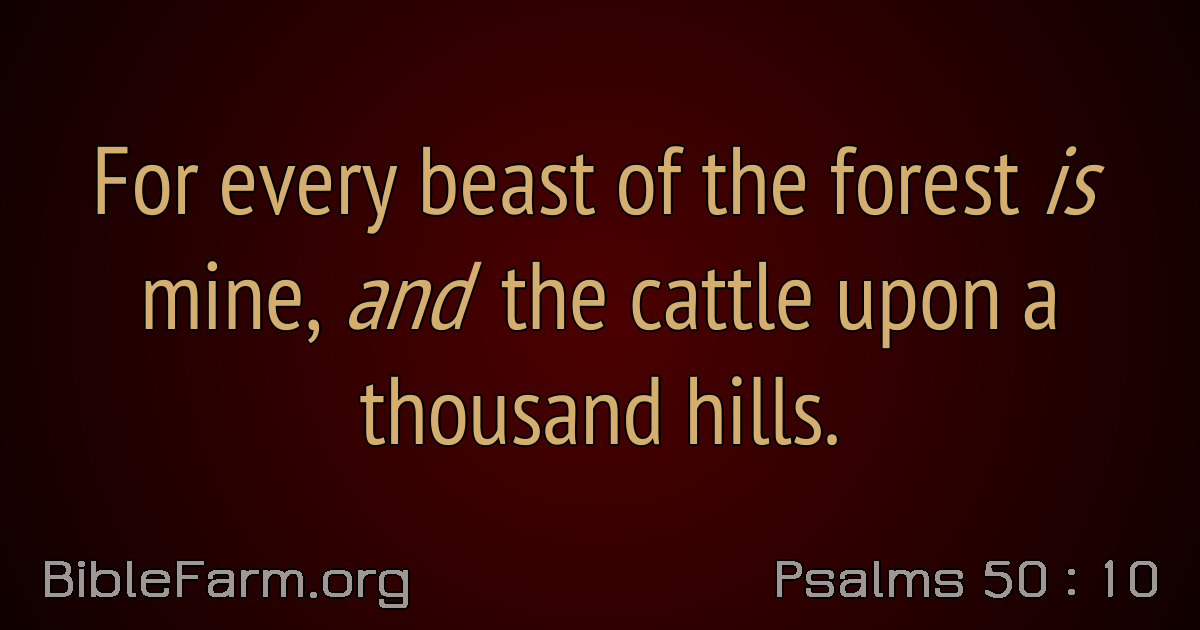 For every beast of the forest is
mine, and the cattle upon a
thousand hills.
BibleFarm.org
Psalms 50 : 10